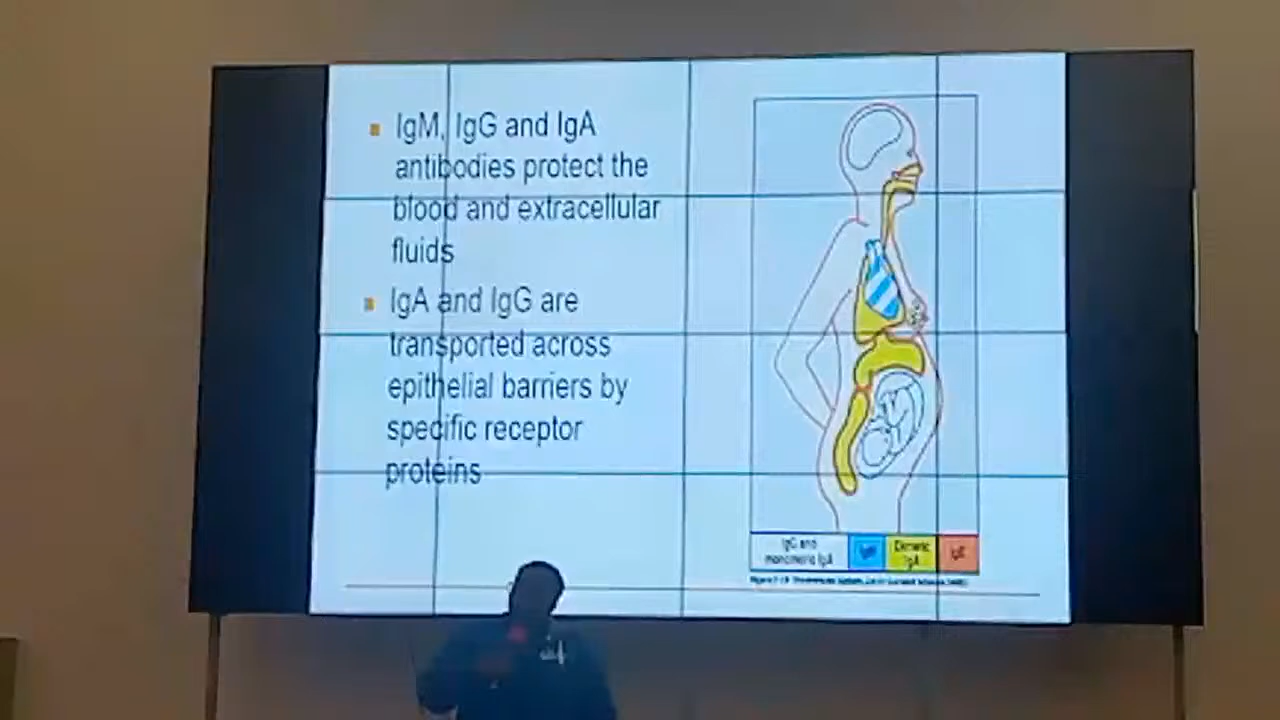 IgM, IgG and IgA
antibodies protect the
blood and extracellular
fluids
IgA and IgG are
transported across
epithelial barriers by
specific receptor
proteins
IgG and
monomeric IgA
IgM
Dimeric
IgA
IgE